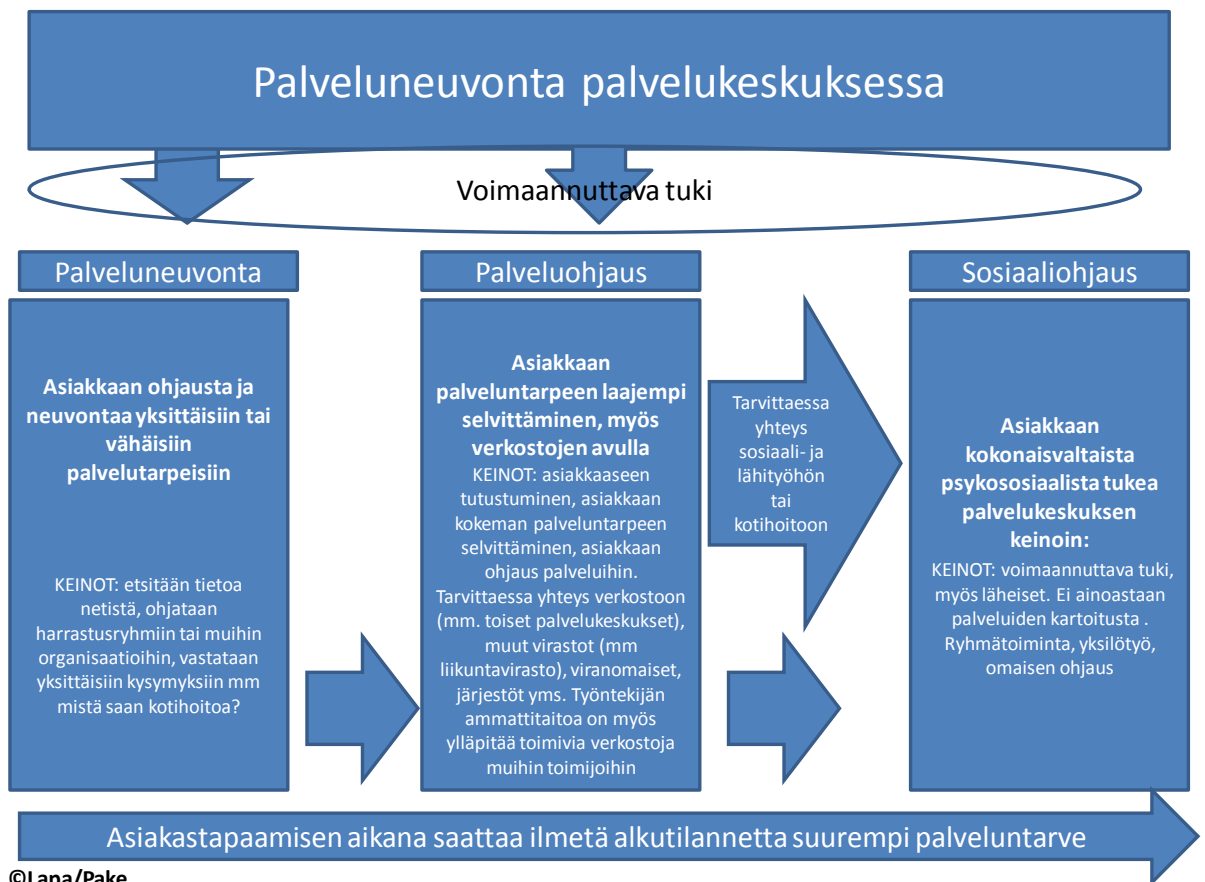 Palveluneuvonta palvelukeskuksessa
Voimaannuttava tuki
Palveluneuvonta
Asiakkaan ohjausta ja
neuvontaa yksittäisiin tai
vähäisiin
palvelutarpeisiin
KEINOT: etsitään tietoa
netistä, ohjataan
harrastusryhmiin tai muihin
organisaatioihin, vastataan
yksittäisiin kysymyksiin mm
mistä saan kotihoitoa?
Palveluohjaus
Asiakkaan
palveluntarpeen laajempi
selvittäminen, myös
verkostojen avulla
KEINOT: asiakkaaseen
tutustuminen, asiakkaan
kokeman palveluntarpeen
selvittäminen, asiakkaan
ohjaus palveluihin.
Tarvittaessa yhteys verkostoon
(mm. toiset palvelukeskukset),
muut virastot (mm
liikuntavirasto), viranomaiset,
järjestöt yms. Työntekijän
ammattitaitoa on myös
ylläpitää toimivia verkostoja
muihin toimijoihin
Tarvittaessa
yhteys
sosiaali- ja
lähityöhön
tai
kotihoitoon
Sosiaaliohjaus
Asiakkaan
kokonaisvaltaista
psykososiaalista tukea
palvelukeskuksen
keinoin:
KEINOT: voimaannuttava tuki,
myös läheiset. Ei ainoastaan
palveluiden kartoitusta .
Ryhmätoiminta, yksilötyö,
omaisen ohjaus
Asiakastapaamisen aikana saattaa ilmetä alkutilannetta suurempi palveluntarve
©Lapa/Pake